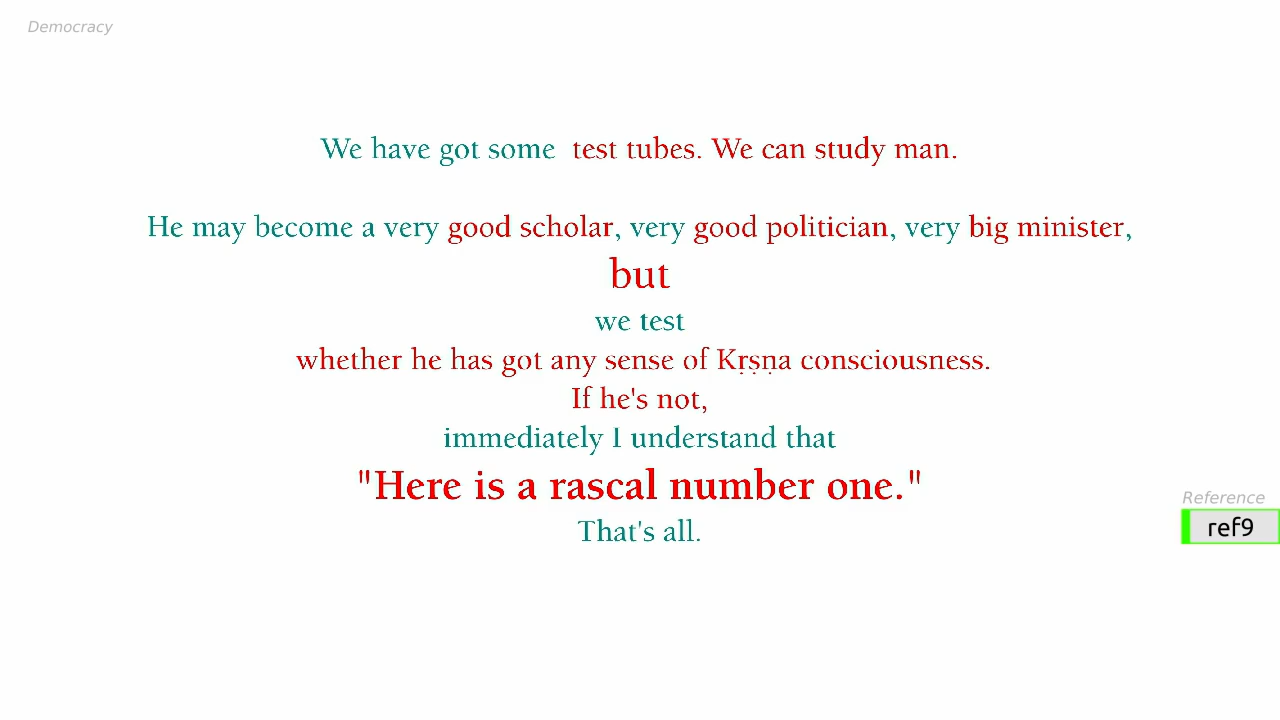 Democracy
We have got some test tubes. We can study man.
He may become a very good scholar, very good politician, very big minister,
but
we test
whether he has got any sense of Kṛṣṇa consciousness.
If he's not,
immediately I understand that
"Here is a rascal number one."
That's all.
Reference
ref9